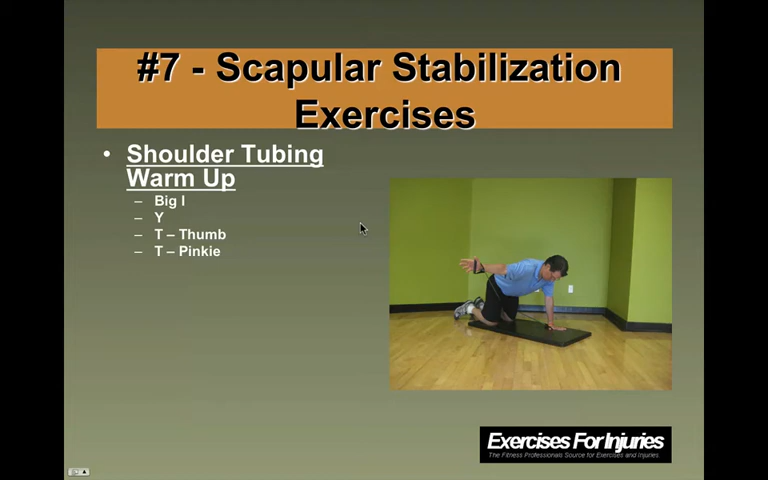 #7 - Scapular Stabilization
Exercises
• Shoulder Tubing
Warm Up
– Big I
– Y
– T – Thumb
– T – Pinkie
Exercises For Injuries
The Fitness Professionals Source for Exercises and Injuries.